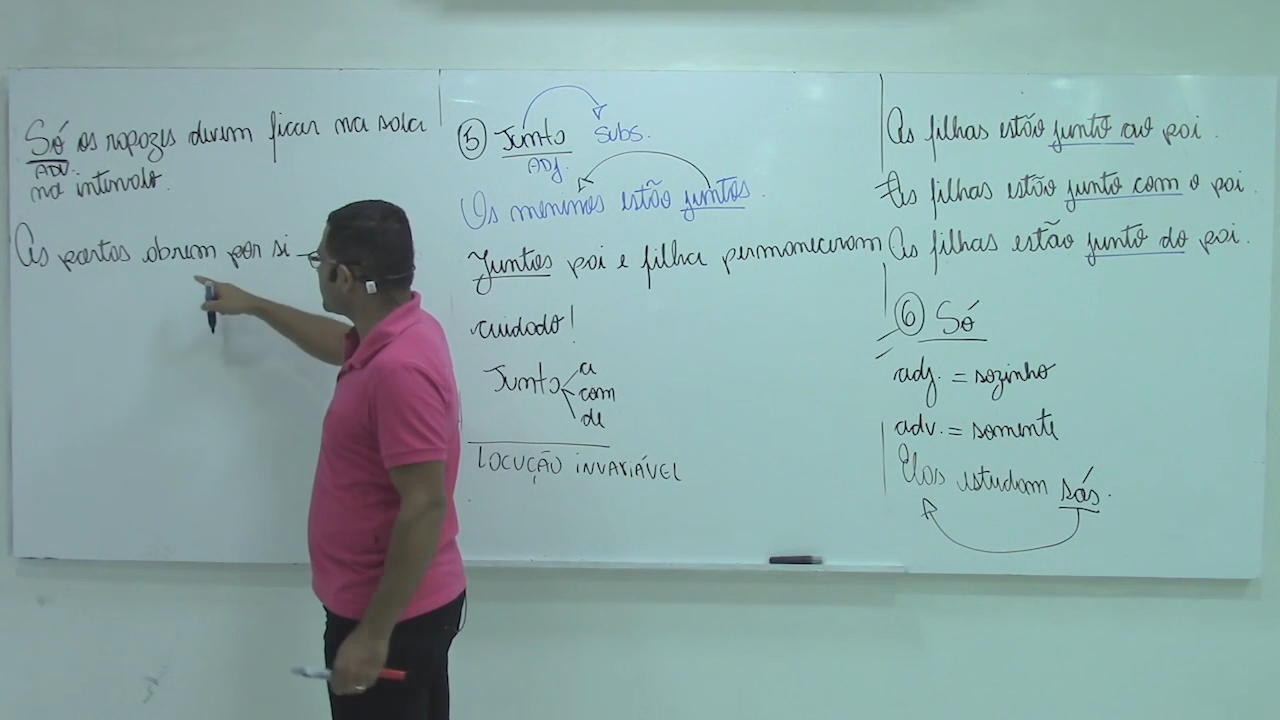 Só os rapazes devem ficar na sala
ADV.
no intervalo.
As portas abrem por si
5 Junto Subs.
ADJ.
Os meninos estão juntos.
Juntos pai e filha permaneceram
cuidado!
Junto a
com
de
LOCUÇÃO INVARIÁVEL
As filhas estão junto ao pai.
As filhas estão junto com o pai.
As filhas estão junto do pai.
6 Só
adj. = sozinho
adv. = somente
Elas estudam sós.